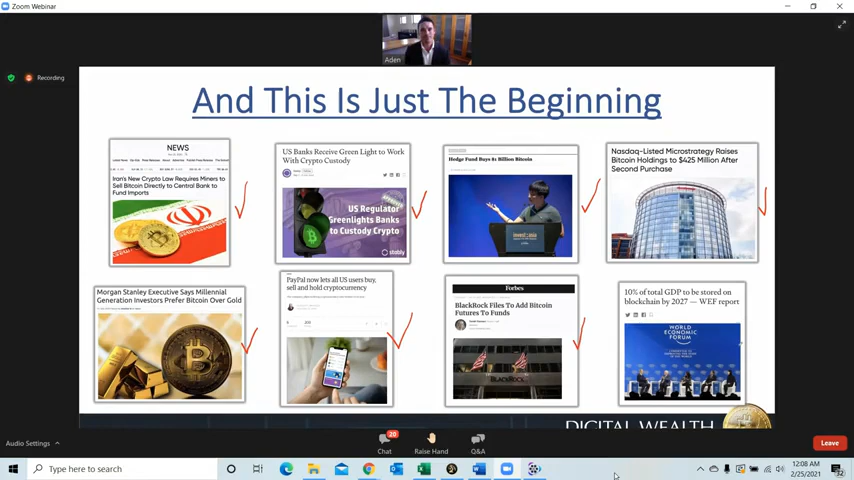 Zoom Webinar
Aden
Recording
And This Is Just The Beginning
NEWS
Iran's New Crypto Law Requires Miners to
Sell Bitcoin Directly to Central Bank to
Fund Imports
US Banks Receive Green Light to Work
With Crypto Custody
US Regulator
Greenlights Banks
to Custody Crypto
stably
Hedge Fund Buys $1 Billion Bitcoin
Nasdaq-Listed Microstrategy Raises
Bitcoin Holdings to $425 Million After
Second Purchase
Morgan Stanley Executive Says Millennial
Generation Investors Prefer Bitcoin Over Gold
PayPal now lets all US users buy,
sell and hold cryptocurrency
Forbes
BlackRock Files To Add Bitcoin
Futures To Funds
BLACKROCK
10% of total GDP to be stored on
blockchain by 2027 — WEF report
WORLD
ECONOMIC
FORUM
DIGITAL WEALTH
Audio Settings
20
Chat
Raise Hand
Q&A
Leave
Type here to search
12:08 AM
2/25/2021
32